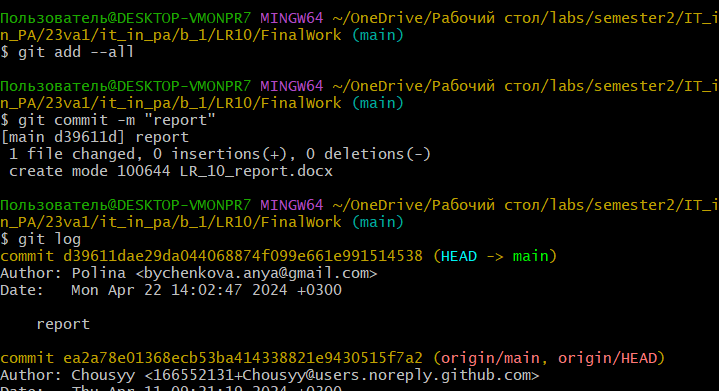 Пользователь@DESKTOP-VMONPR7 MINGW64 ~/OneDrive/Рабочий стол/labs/semester2/IT_i
n_PA/23va1/it_in_pa/b_1/LR10/FinalWork (main)
$ git add --all
Пользователь@DESKTOP-VMONPR7 MINGW64 ~/OneDrive/Рабочий стол/labs/semester2/IT_i
n_PA/23va1/it_in_pa/b_1/LR10/FinalWork (main)
$ git commit -m "report"
[main d39611d] report
 1 file changed, 0 insertions(+), 0 deletions(-)
 create mode 100644 LR_10_report.docx
Пользователь@DESKTOP-VMONPR7 MINGW64 ~/OneDrive/Рабочий стол/labs/semester2/IT_i
n_PA/23va1/it_in_pa/b_1/LR10/FinalWork (main)
$ git log
commit d39611dae29da044068874f099e661e991514538 (HEAD -> main)
Author: Polina <bychenkova.anya@gmail.com>
Date:   Mon Apr 22 14:02:47 2024 +0300
    report
commit ea2a78e01368ecb53ba414338821e9430515f7a2 (origin/main, origin/HEAD)
Author: Chousyy <166552131+Chousyy@users.noreply.github.com>
Date:   Thu Apr 11 2024 +0300